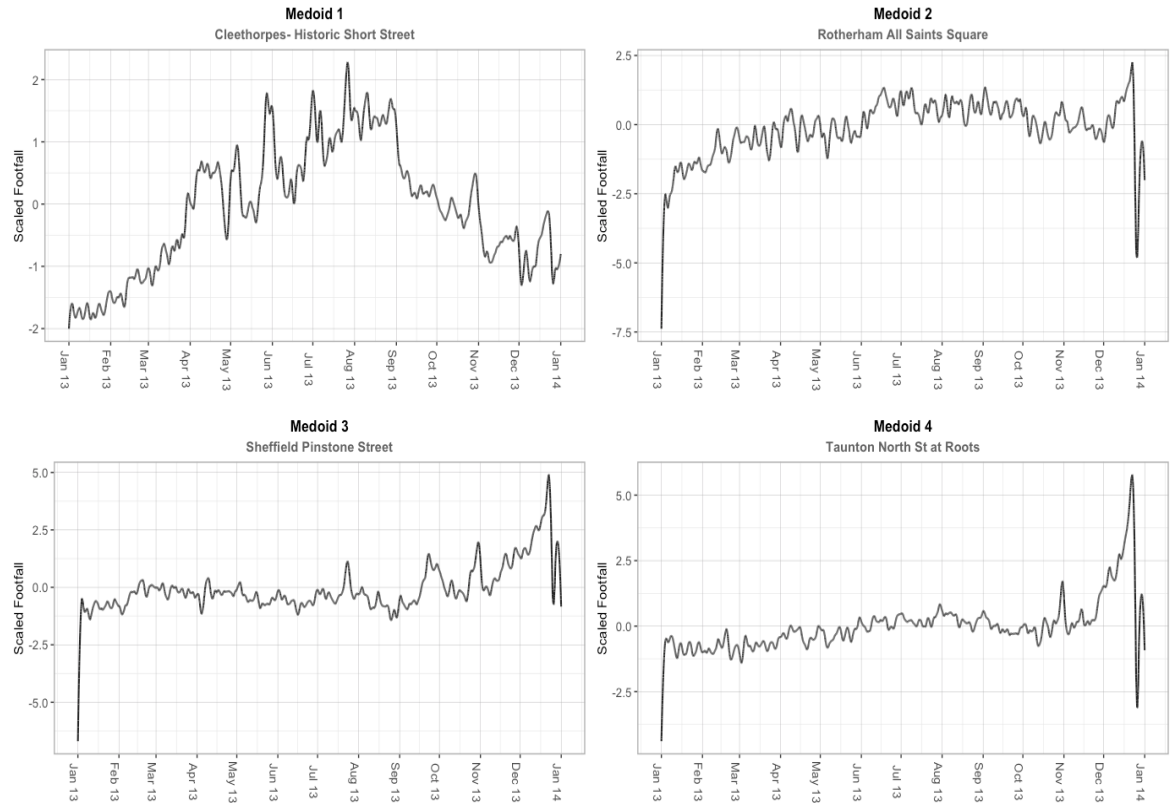 Medoid 1
Cleethorpes- Historic Short Street
Scaled Footfall
2
1
0
-1
-2
Jan 13
Feb 13
Mar 13
Apr 13
May 13
Jun 13
Jul 13
Aug 13
Sep 13
Oct 13
Nov 13
Dec 13
Jan 14
Medoid 2
Rotherham All Saints Square
Scaled Footfall
2.5
0.0
-2.5
-5.0
-7.5
Jan 13
Feb 13
Mar 13
Apr 13
May 13
Jun 13
Jul 13
Aug 13
Sep 13
Oct 13
Nov 13
Dec 13
Jan 14
Medoid 3
Sheffield Pinstone Street
Scaled Footfall
5.0
2.5
0.0
-2.5
-5.0
Jan 13
Feb 13
Mar 13
Apr 13
May 13
Jun 13
Jul 13
Aug 13
Sep 13
Oct 13
Nov 13
Dec 13
Jan 14
Medoid 4
Taunton North St at Roots
Scaled Footfall
5.0
2.5
0.0
-2.5
Jan 13
Feb 13
Mar 13
Apr 13
May 13
Jun 13
Jul 13
Aug 13
Sep 13
Oct 13
Nov 13
Dec 13
Jan 14